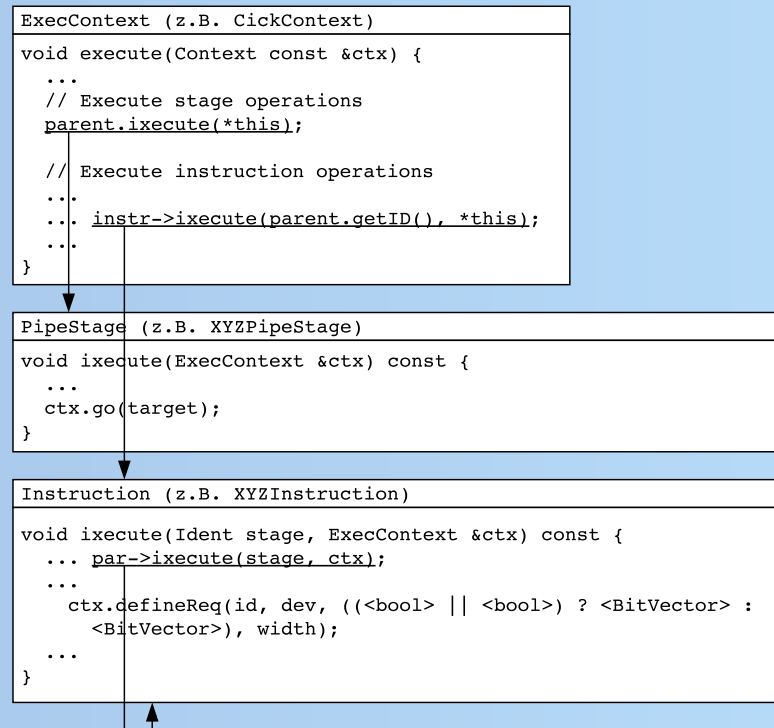 ExecContext (z.B. CickContext)
void execute(Context const &ctx) {
...
// Execute stage operations
parent.ixecute(*this);
// Execute instruction operations
...
... instr->ixecute(parent.getID(), *this);
...
}
PipeStage (z.B. XYZPipeStage)
void ixecute(ExecContext &ctx) const {
...
ctx.go(target);
}
Instruction (z.B. XYZInstruction)
void ixecute(Ident stage, ExecContext &ctx) const {
... par->ixecute(stage, ctx);
...
ctx.defineReq(id, dev, ((<bool> || <bool>) ? <BitVector> :
<BitVector>), width);
...
}